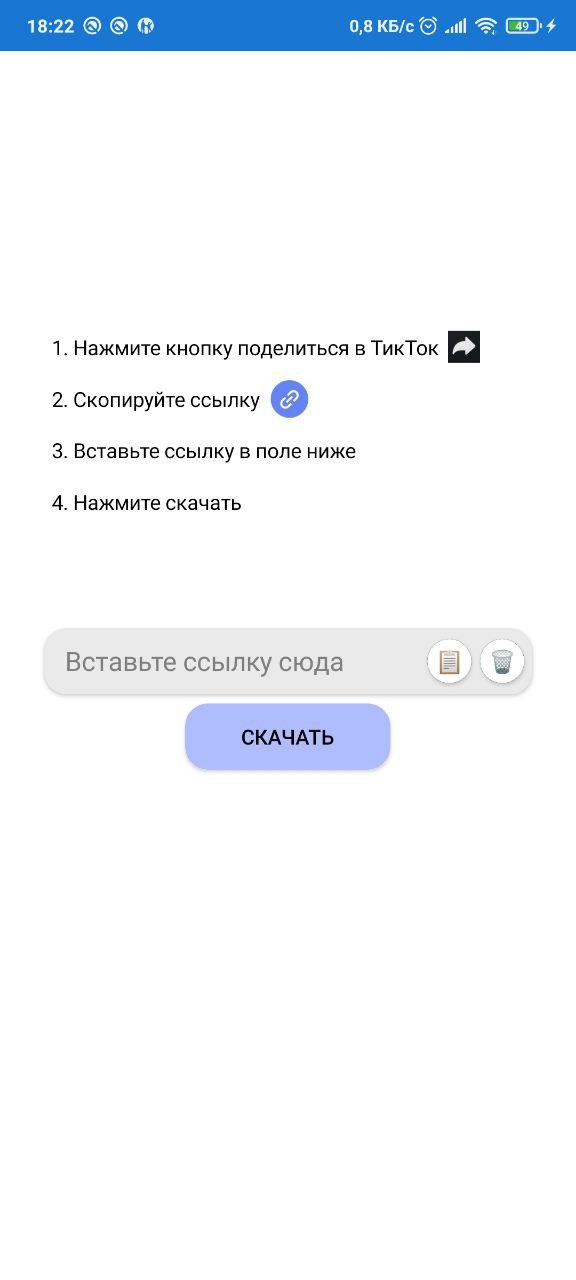 18:22 0,8 КБ/с 49
1. Нажмите кнопку поделиться в ТикТок
2. Скопируйте ссылку
3. Вставьте ссылку в поле ниже
4. Нажмите скачать
Вставьте ссылку сюда
СКАЧАТЬ